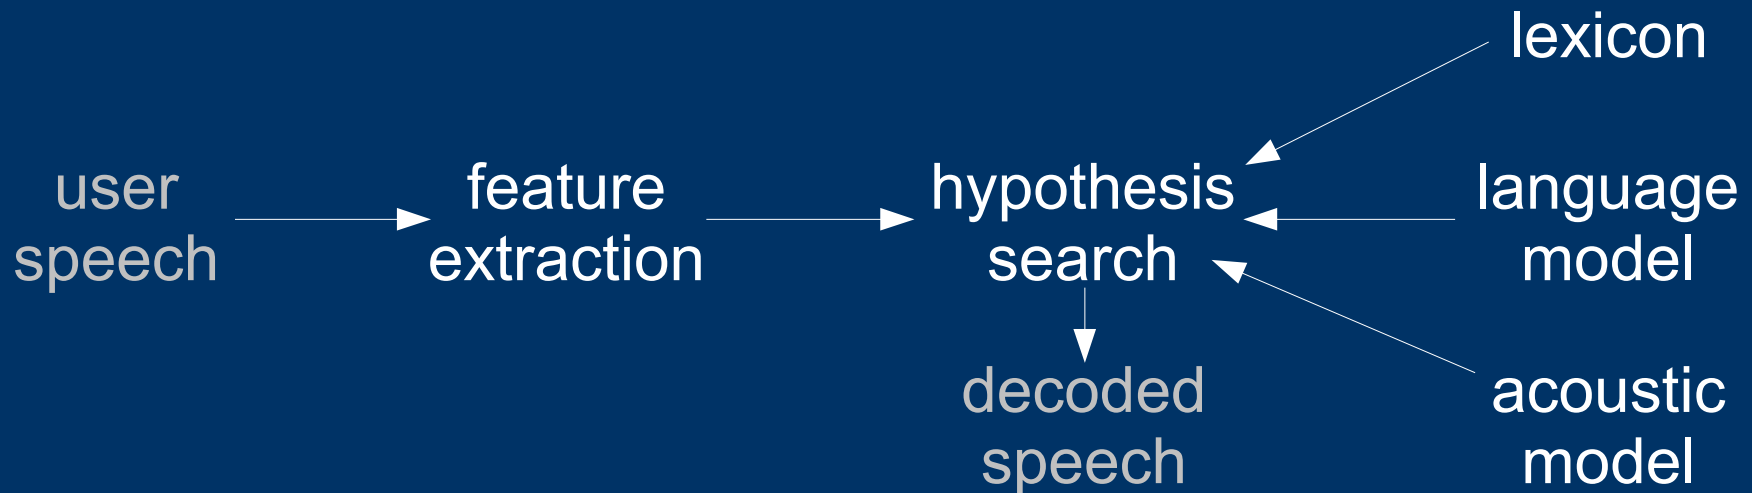 lexicon
user
speech
feature
extraction
hypothesis
search
language
model
decoded
speech
acoustic
model